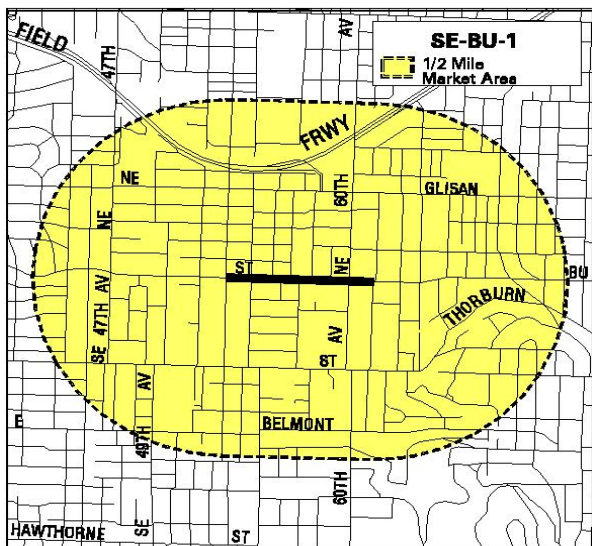 FIELD
47TH
AV
SE-BU-1
1/2 Mile
Market Area
FRWY
NE
60TH
GLISAN
NE
ST
NE
BU
SE 47TH AV
THORBURN
AV
ST
AV
BELMONT
E
49TH
60TH
HAWTHORNE
SE
ST